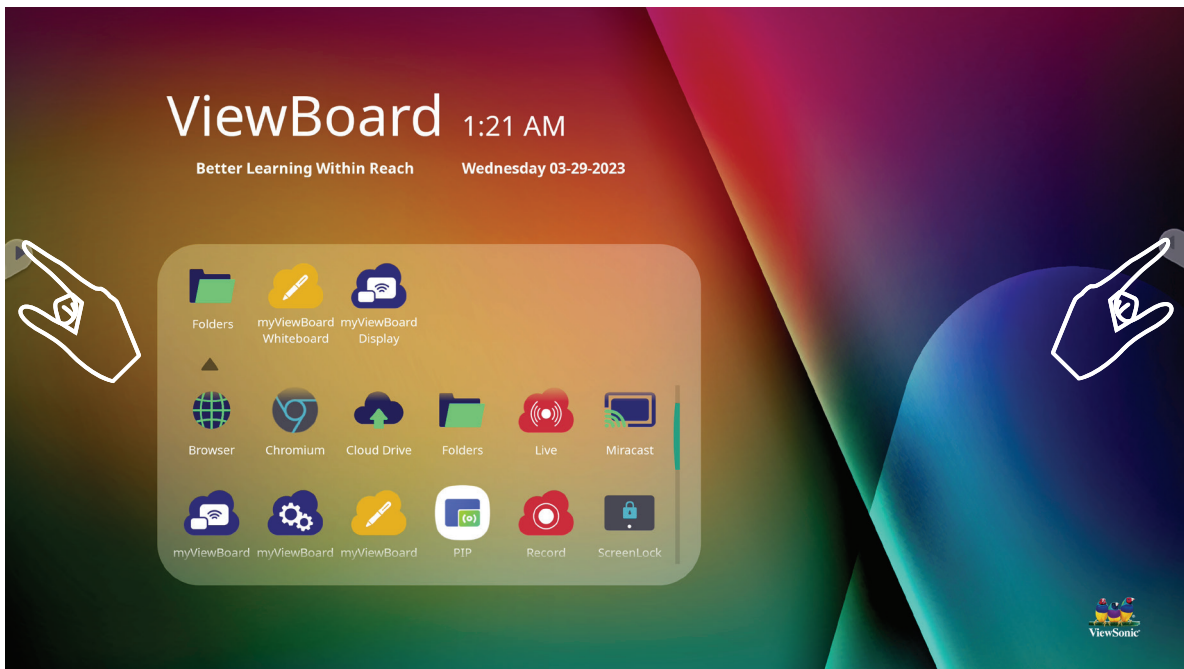 ViewBoard 1:21 AM
Better Learning Within Reach Wednesday 03-29-2023
Folders myViewBoard Whiteboard myViewBoard Display
Browser Chromium Cloud Drive Folders Live Miracast
myViewBoard myViewBoard myViewBoard PIP Record ScreenLock
ViewSonic